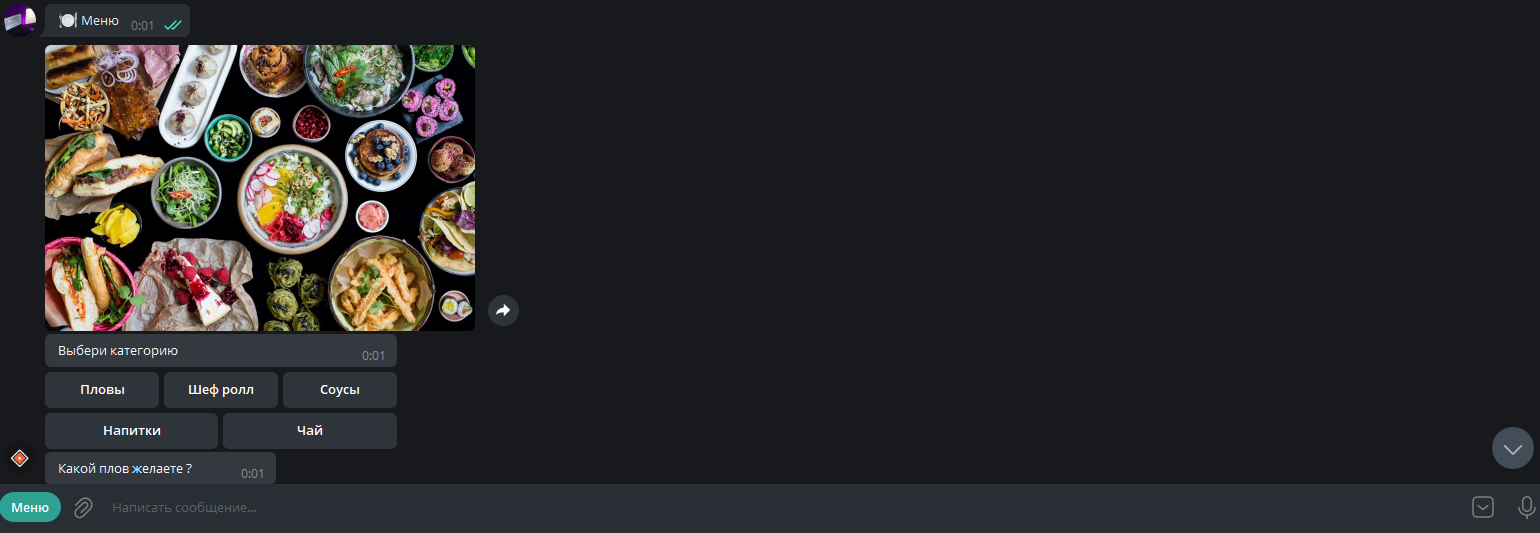 🍽 Меню 0:01
Выбери категорию 0:01
Пловы Шеф ролл Соусы
Напитки Чай
Какой плов желаете ? 0:01
Меню Написать сообщение...